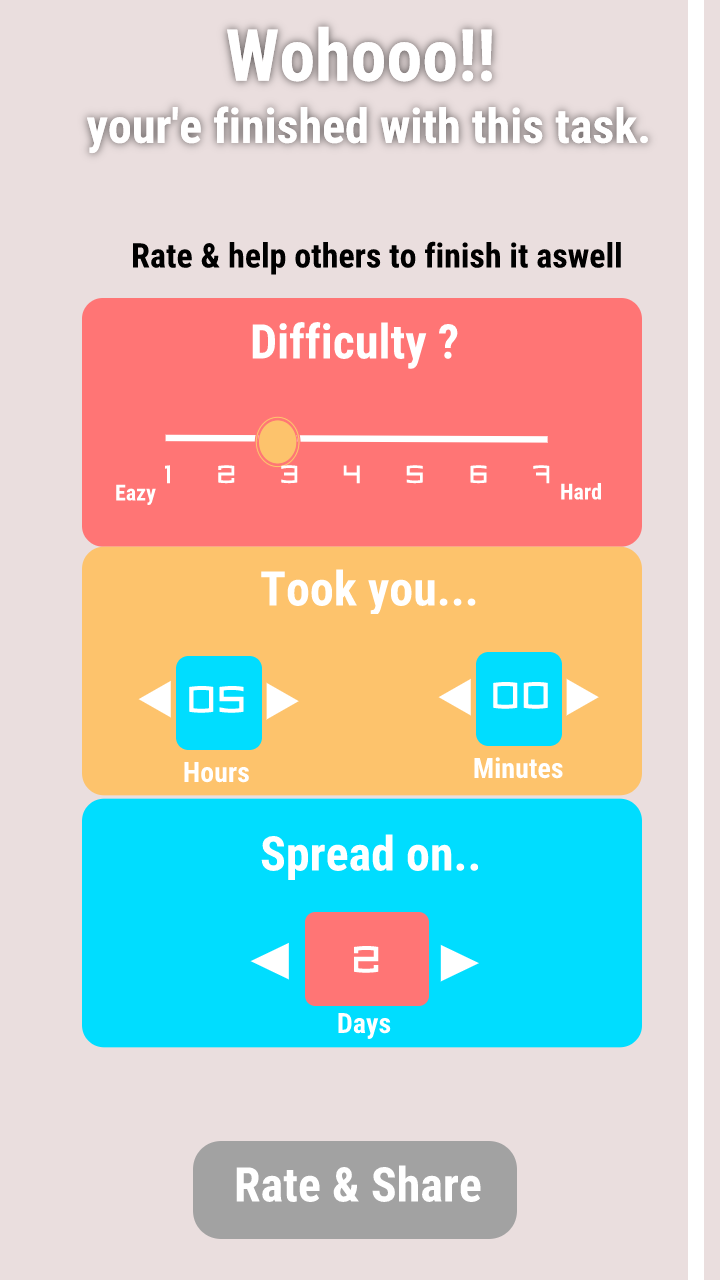 Wohooo!!
your'e finished with this task.
Rate & help others to finish it aswell
Difficulty ?
1 2 3 4 5 6 7
Eazy Hard
Took you...
05 00
Hours Minutes
Spread on..
2
Days
Rate & Share